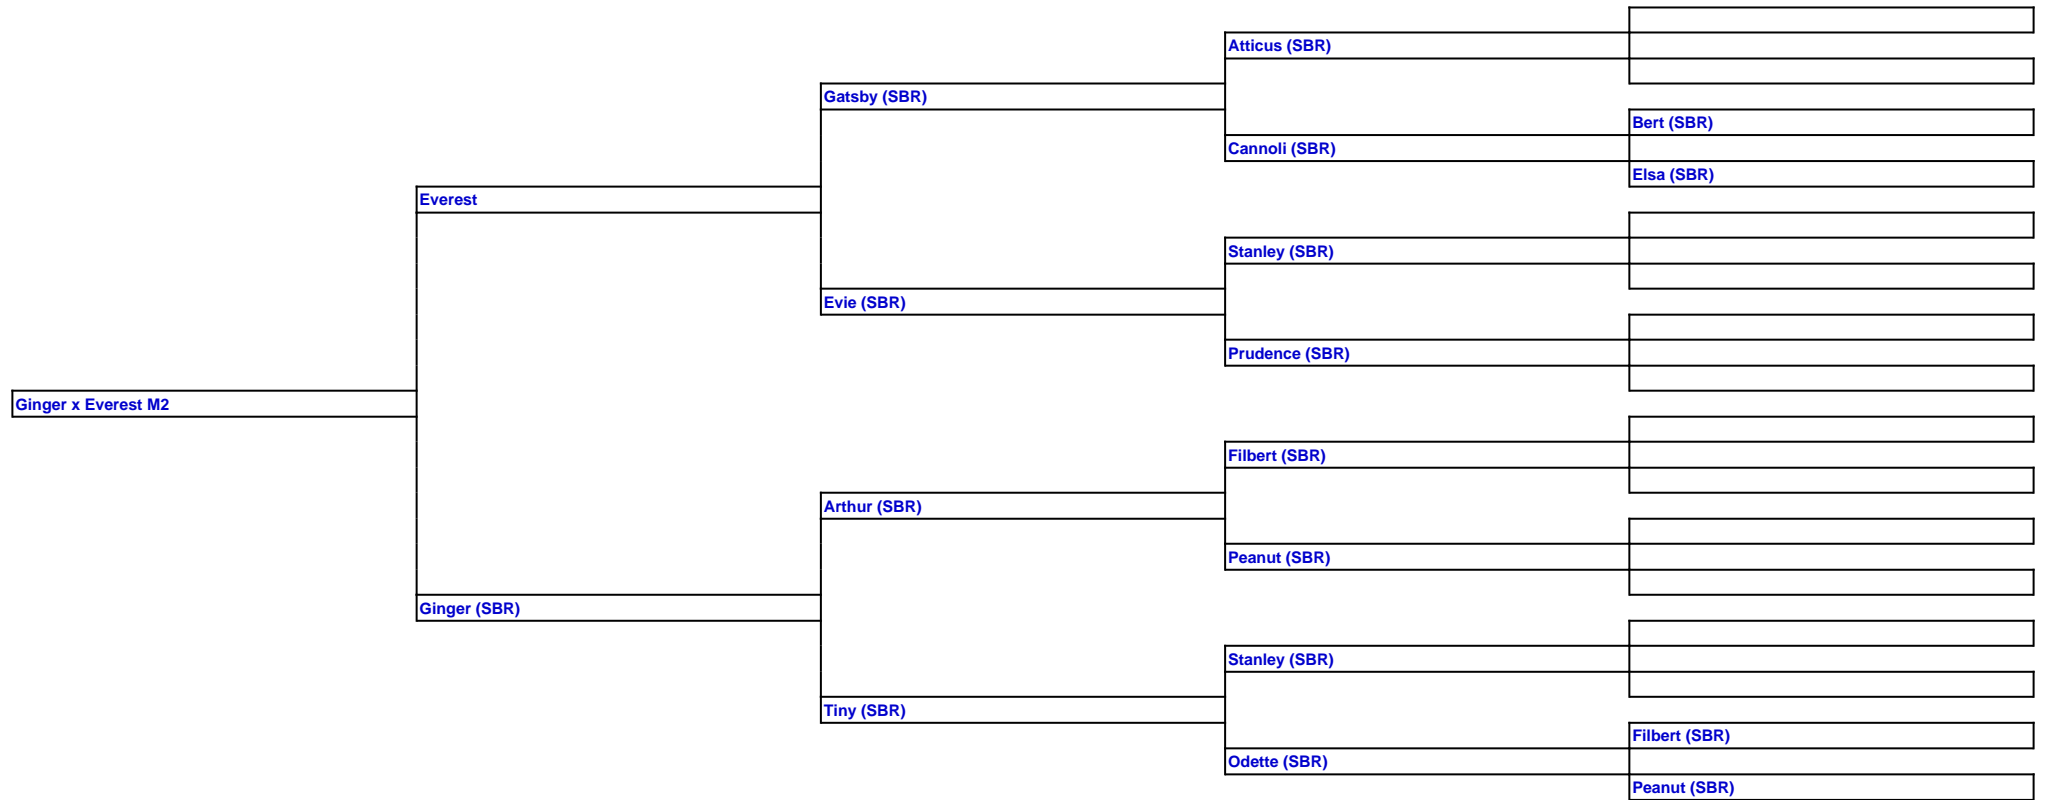 Atticus (SBR)
Gatsby (SBR)
Bert (SBR)
Cannoli (SBR)
Elsa (SBR)
Everest
Stanley (SBR)
Evie (SBR)
Prudence (SBR)
Ginger x Everest M2
Filbert (SBR)
Arthur (SBR)
Peanut (SBR)
Ginger (SBR)
Stanley (SBR)
Tiny (SBR)
Filbert (SBR)
Odette (SBR)
Peanut (SBR)